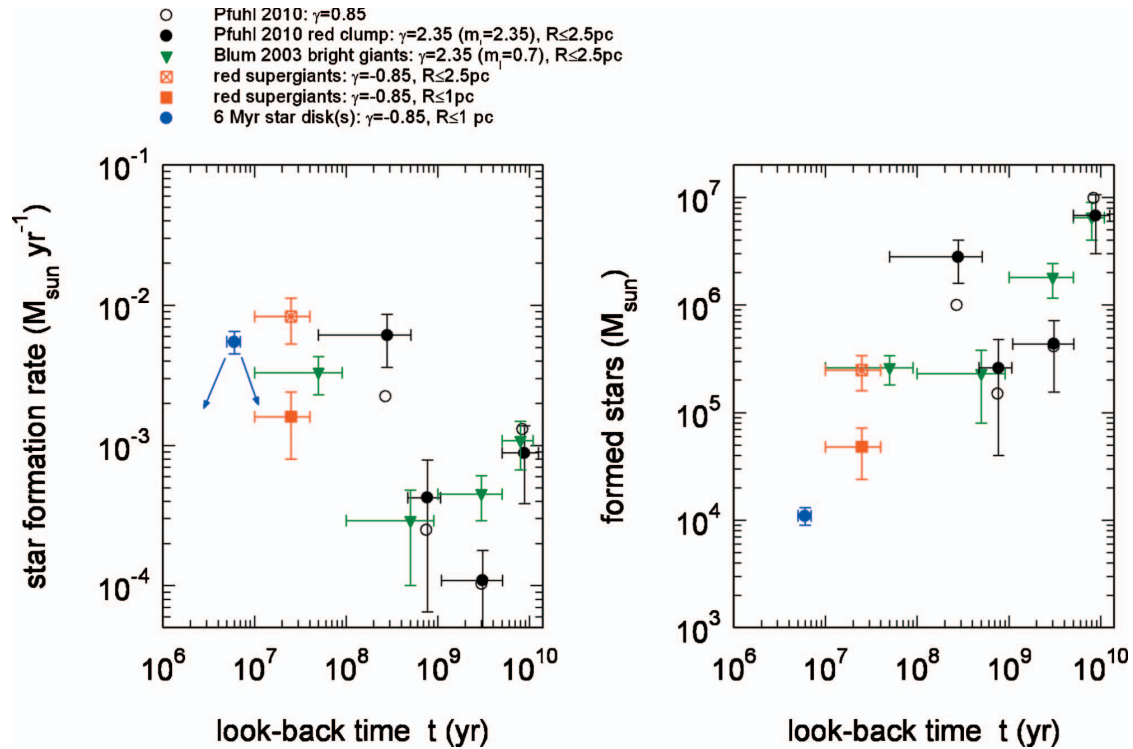 Pfuhl 2010: γ=0.85
Pfuhl 2010 red clump: γ=2.35 (m_l=2.35), R≤2.5pc
Blum 2003 bright giants: γ=2.35 (m_l=0.7), R≤2.5pc
red supergiants: γ=-0.85, R≤2.5pc
red supergiants: γ=-0.85, R≤1pc
6 Myr star disk(s): γ=-0.85, R≤1 pc
star formation rate (M_sun yr^-1)
10^-1
10^-2
10^-3
10^-4
10^6 10^7 10^8 10^9 10^10
look-back time t (yr)
formed stars (M_sun)
10^7
10^6
10^5
10^4
10^3
10^6 10^7 10^8 10^9 10^10
look-back time t (yr)